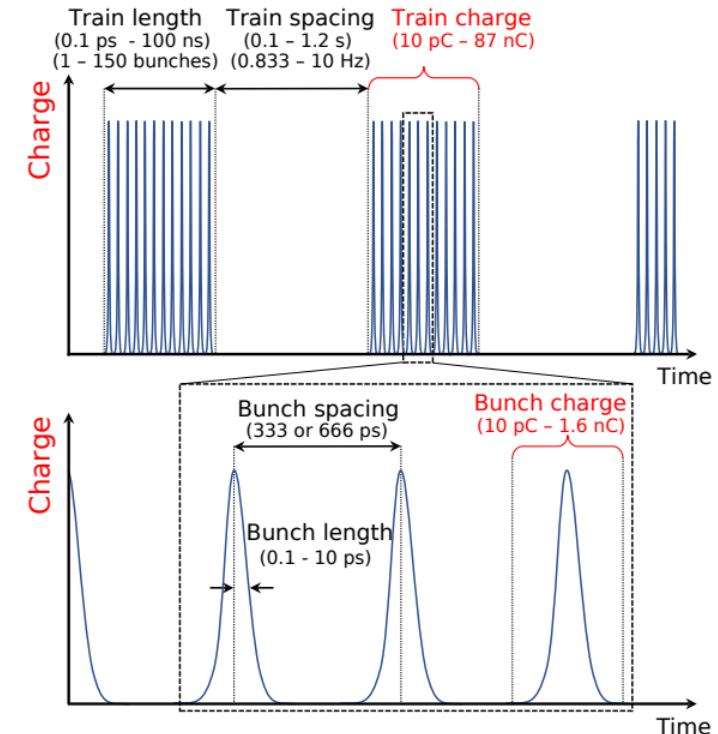 Train length
(0.1 ps  - 100 ns)
(1 – 150 bunches)
Train spacing
(0.1 – 1.2 s)
(0.833 – 10 Hz)
Train charge
(10 pC – 87 nC)
Charge
Time
Bunch spacing
(333 or 666 ps)
Bunch charge
(10 pC – 1.6 nC)
Charge
Bunch length
(0.1 - 10 ps)
Time